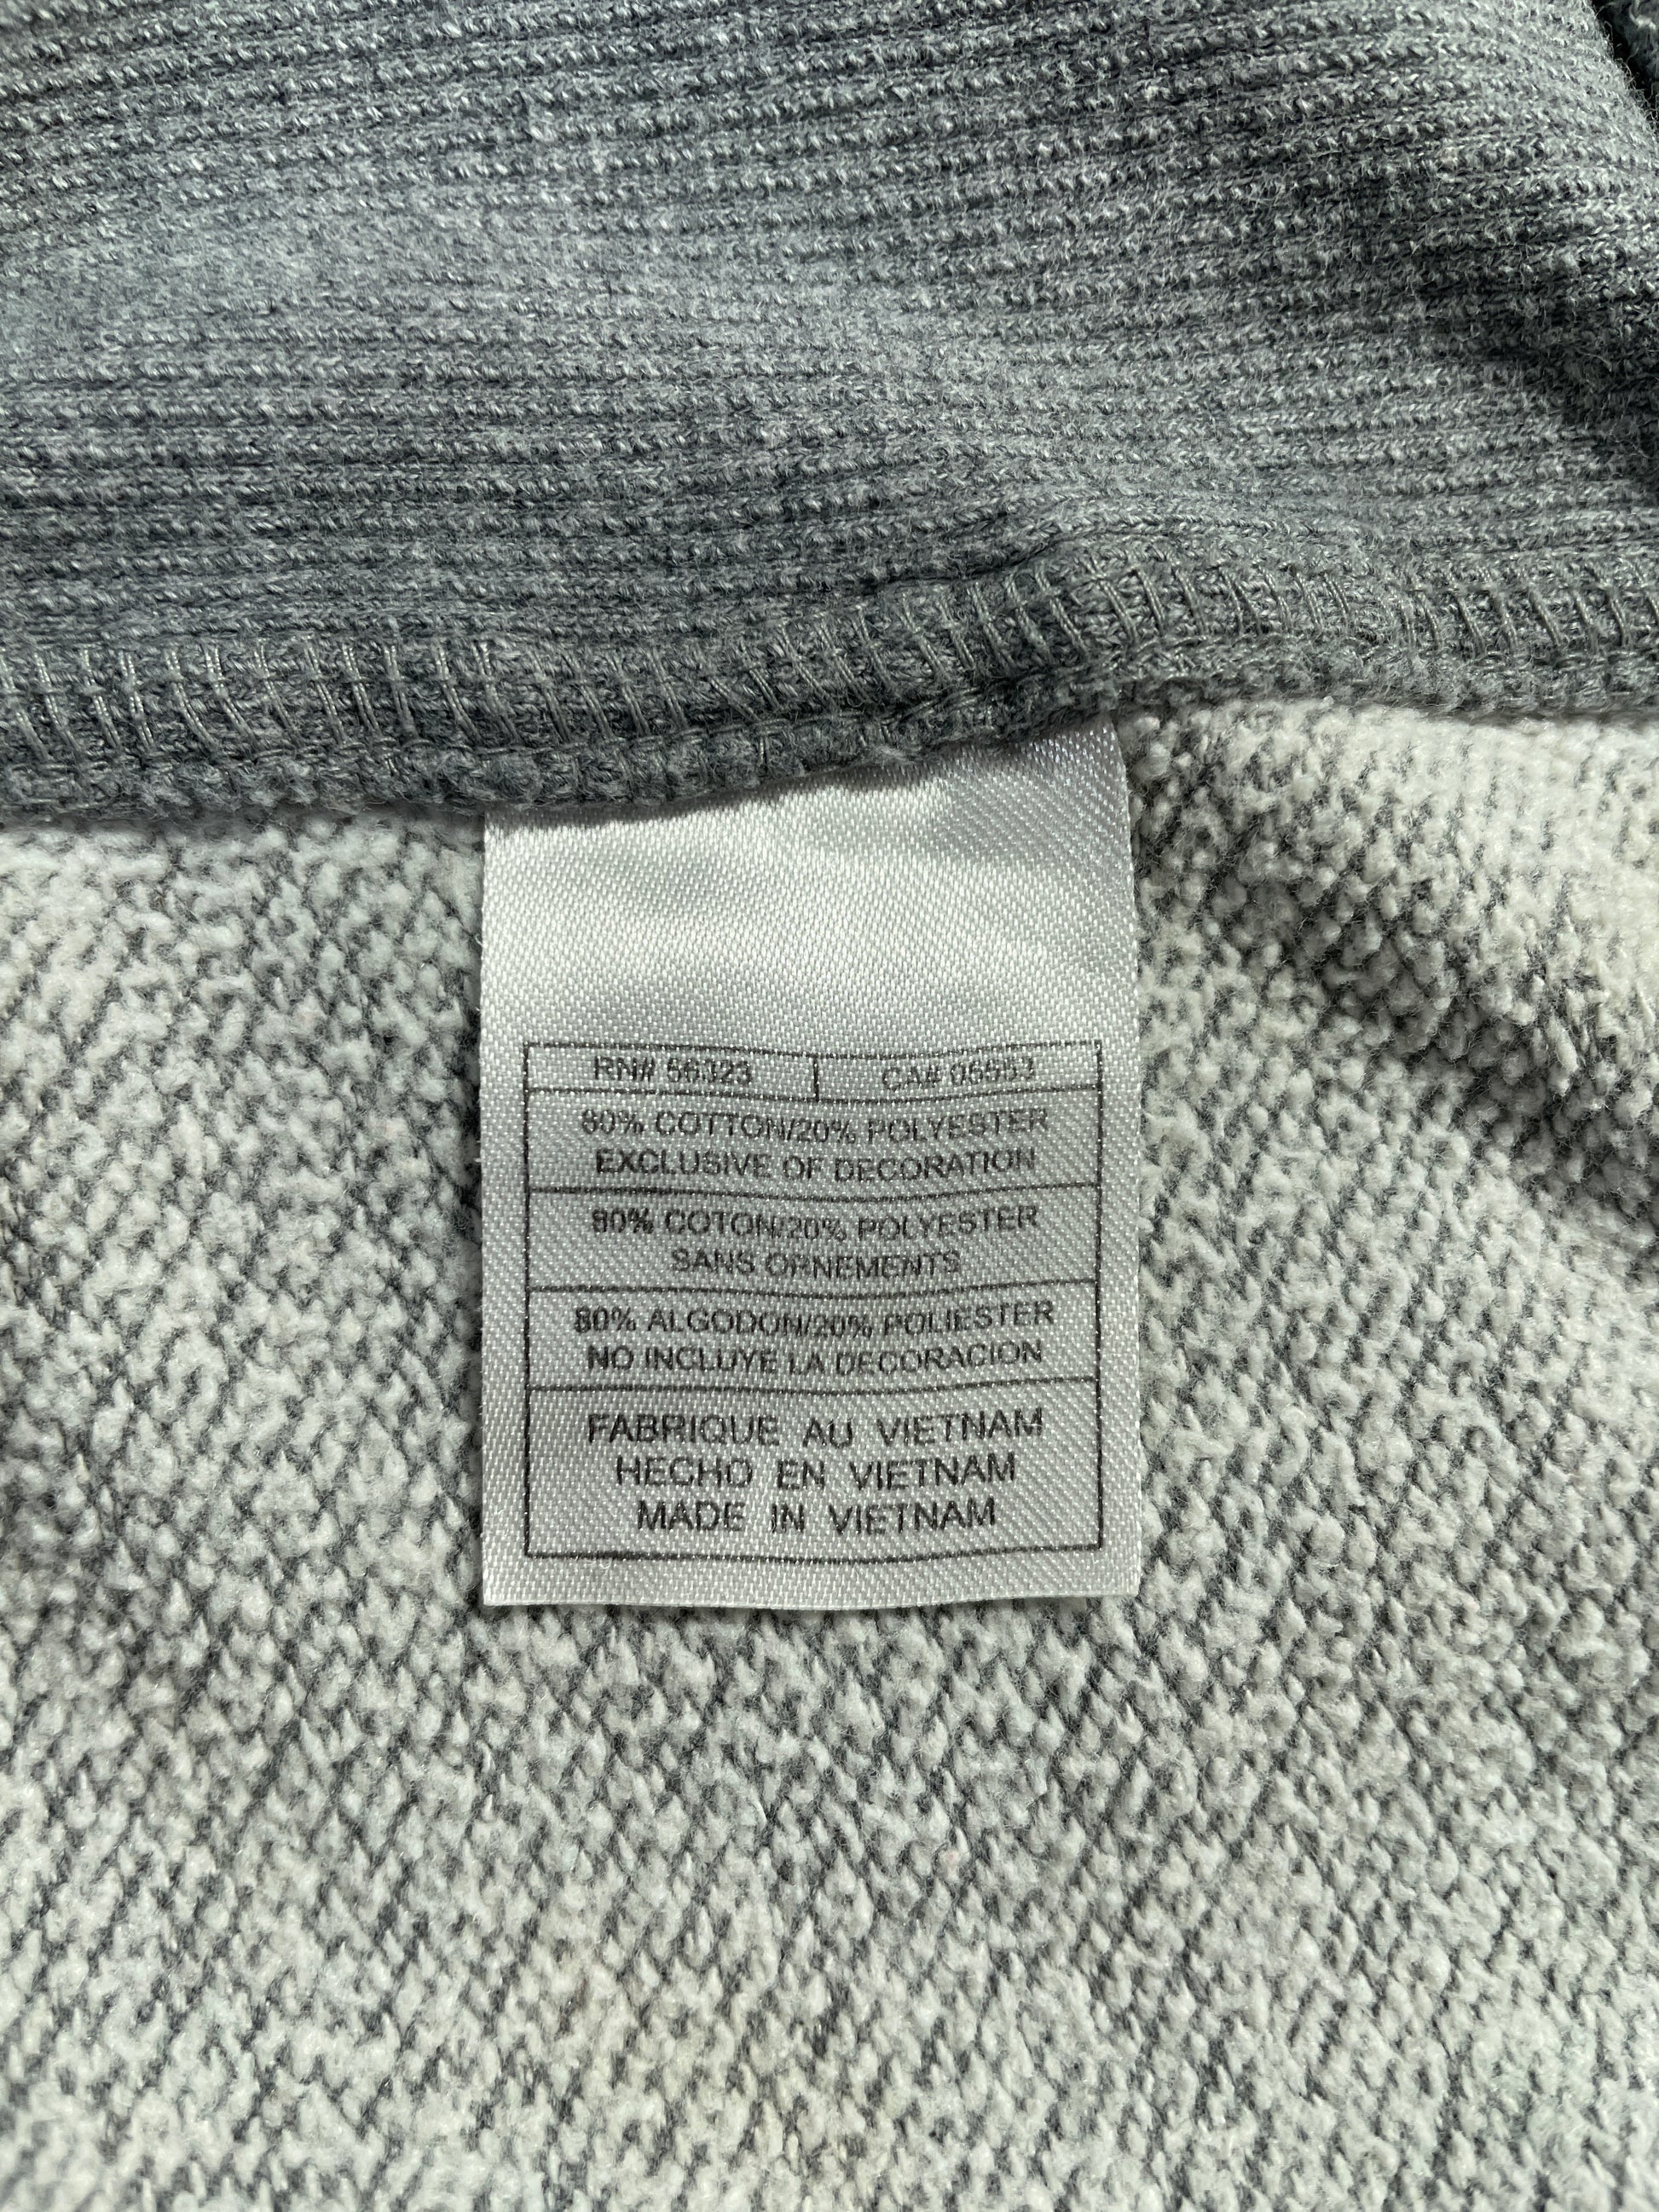 RN# 56323 CA# 05553
80% COTTON/20% POLYESTER
EXCLUSIVE OF DECORATION
80% COTON/20% POLYESTER
SANS ORNEMENTS
80% ALGODON/20% POLIESTER
NO INCLUYE LA DECORACION
FABRIQUE AU VIETNAM
HECHO EN VIETNAM
MADE IN VIETNAM